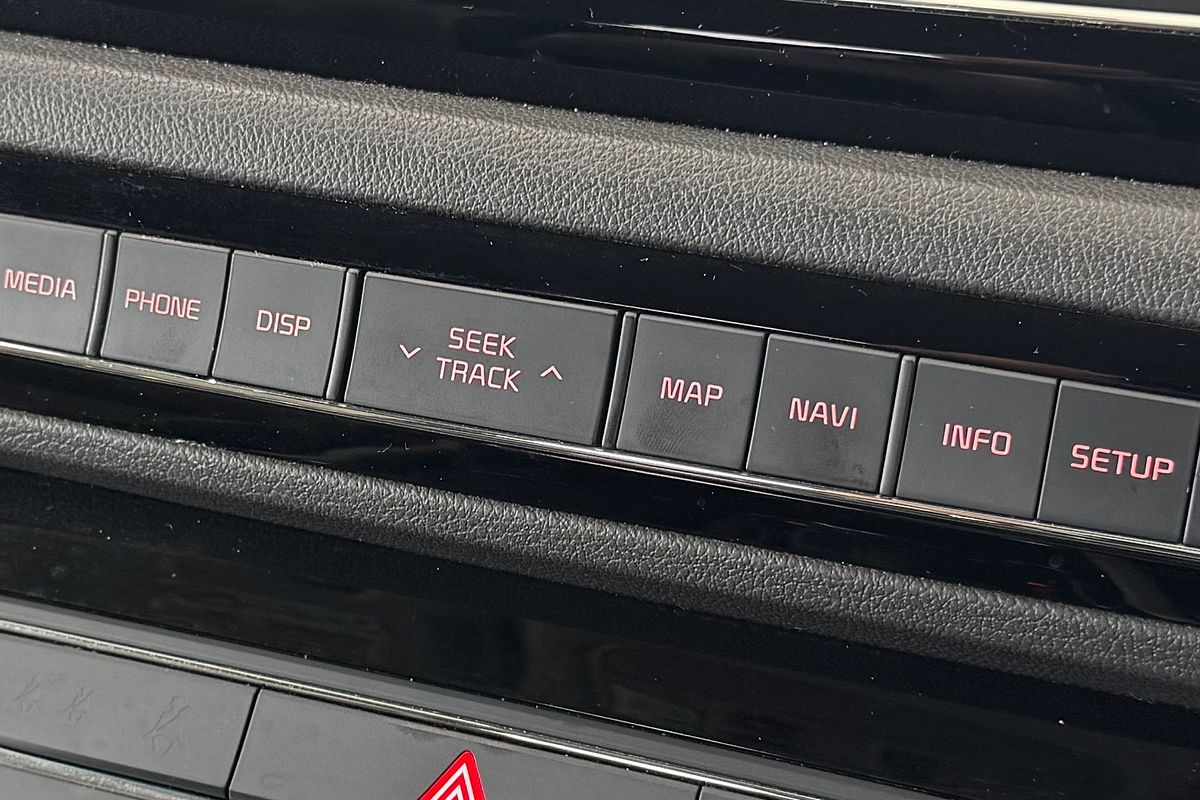 MEDIA
PHONE
DISP
SEEK
TRACK
MAP
NAVI
INFO
SETUP